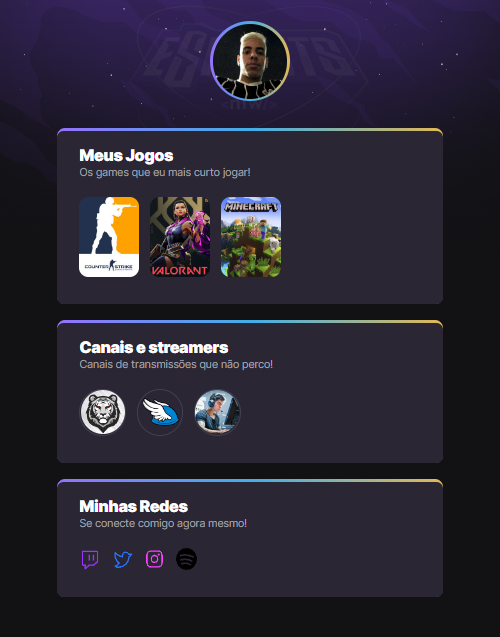 ESPORTS
Meus Jogos
Os games que eu mais curto jogar!
COUNTER STRIKE
VALORANT
MINECRAFT
Canais e streamers
Canais de transmissões que não perco!
Minhas Redes
Se conecte comigo agora mesmo!